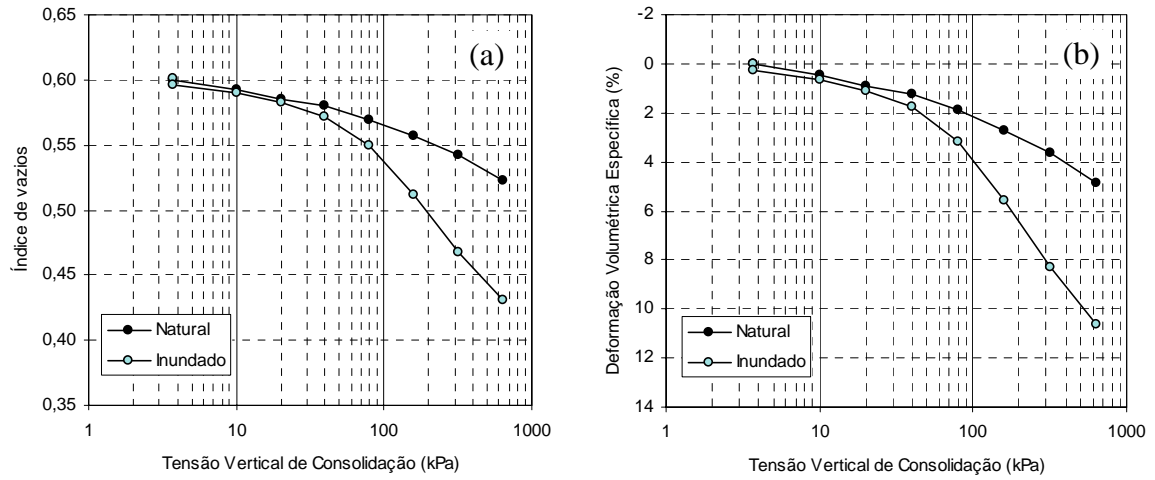 (a)
Índice de vazios
0,65
0,60
0,55
0,50
0,45
0,40
0,35
Natural
Inundado
1 10 100 1000
Tensão Vertical de Consolidação (kPa)
(b)
Deformação Volumétrica Específica (%)
-2
0
2
4
6
8
10
12
14
Natural
Inundado
1 10 100 1000
Tensão Vertical de Consolidação (kPa)